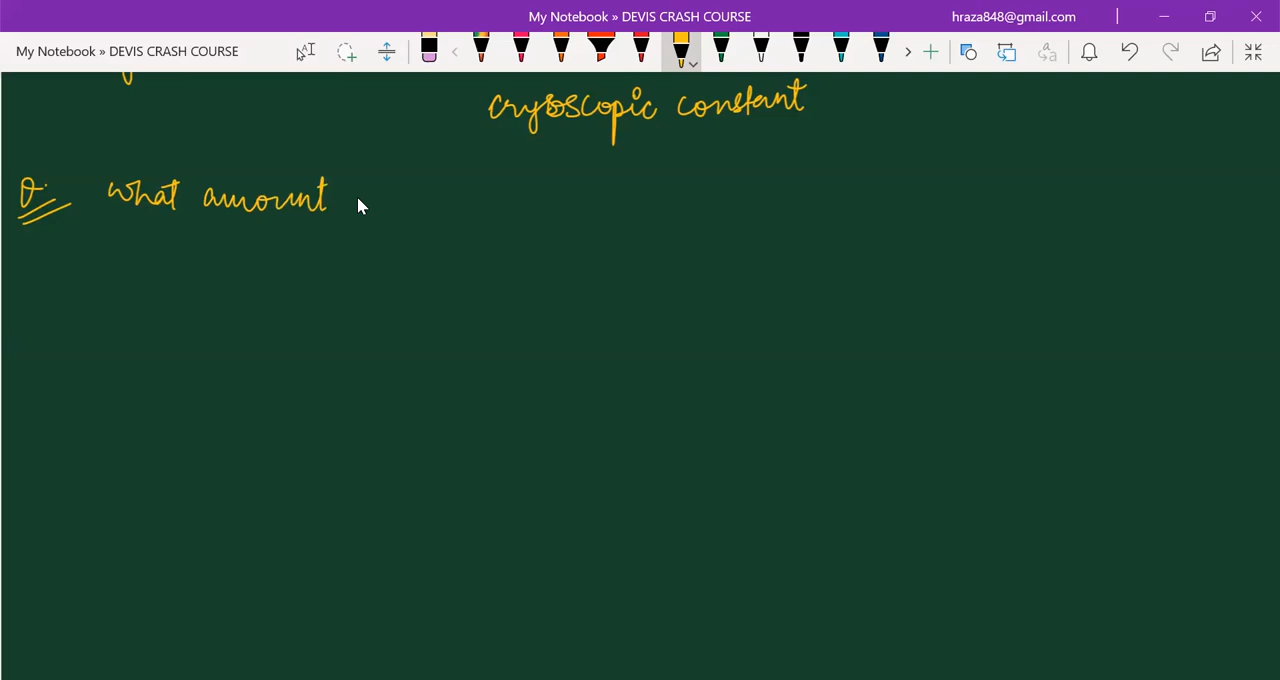 My Notebook » DEVIS CRASH COURSE
hraza848@gmail.com
My Notebook » DEVIS CRASH COURSE
cryoscopic constant
Q. What amount